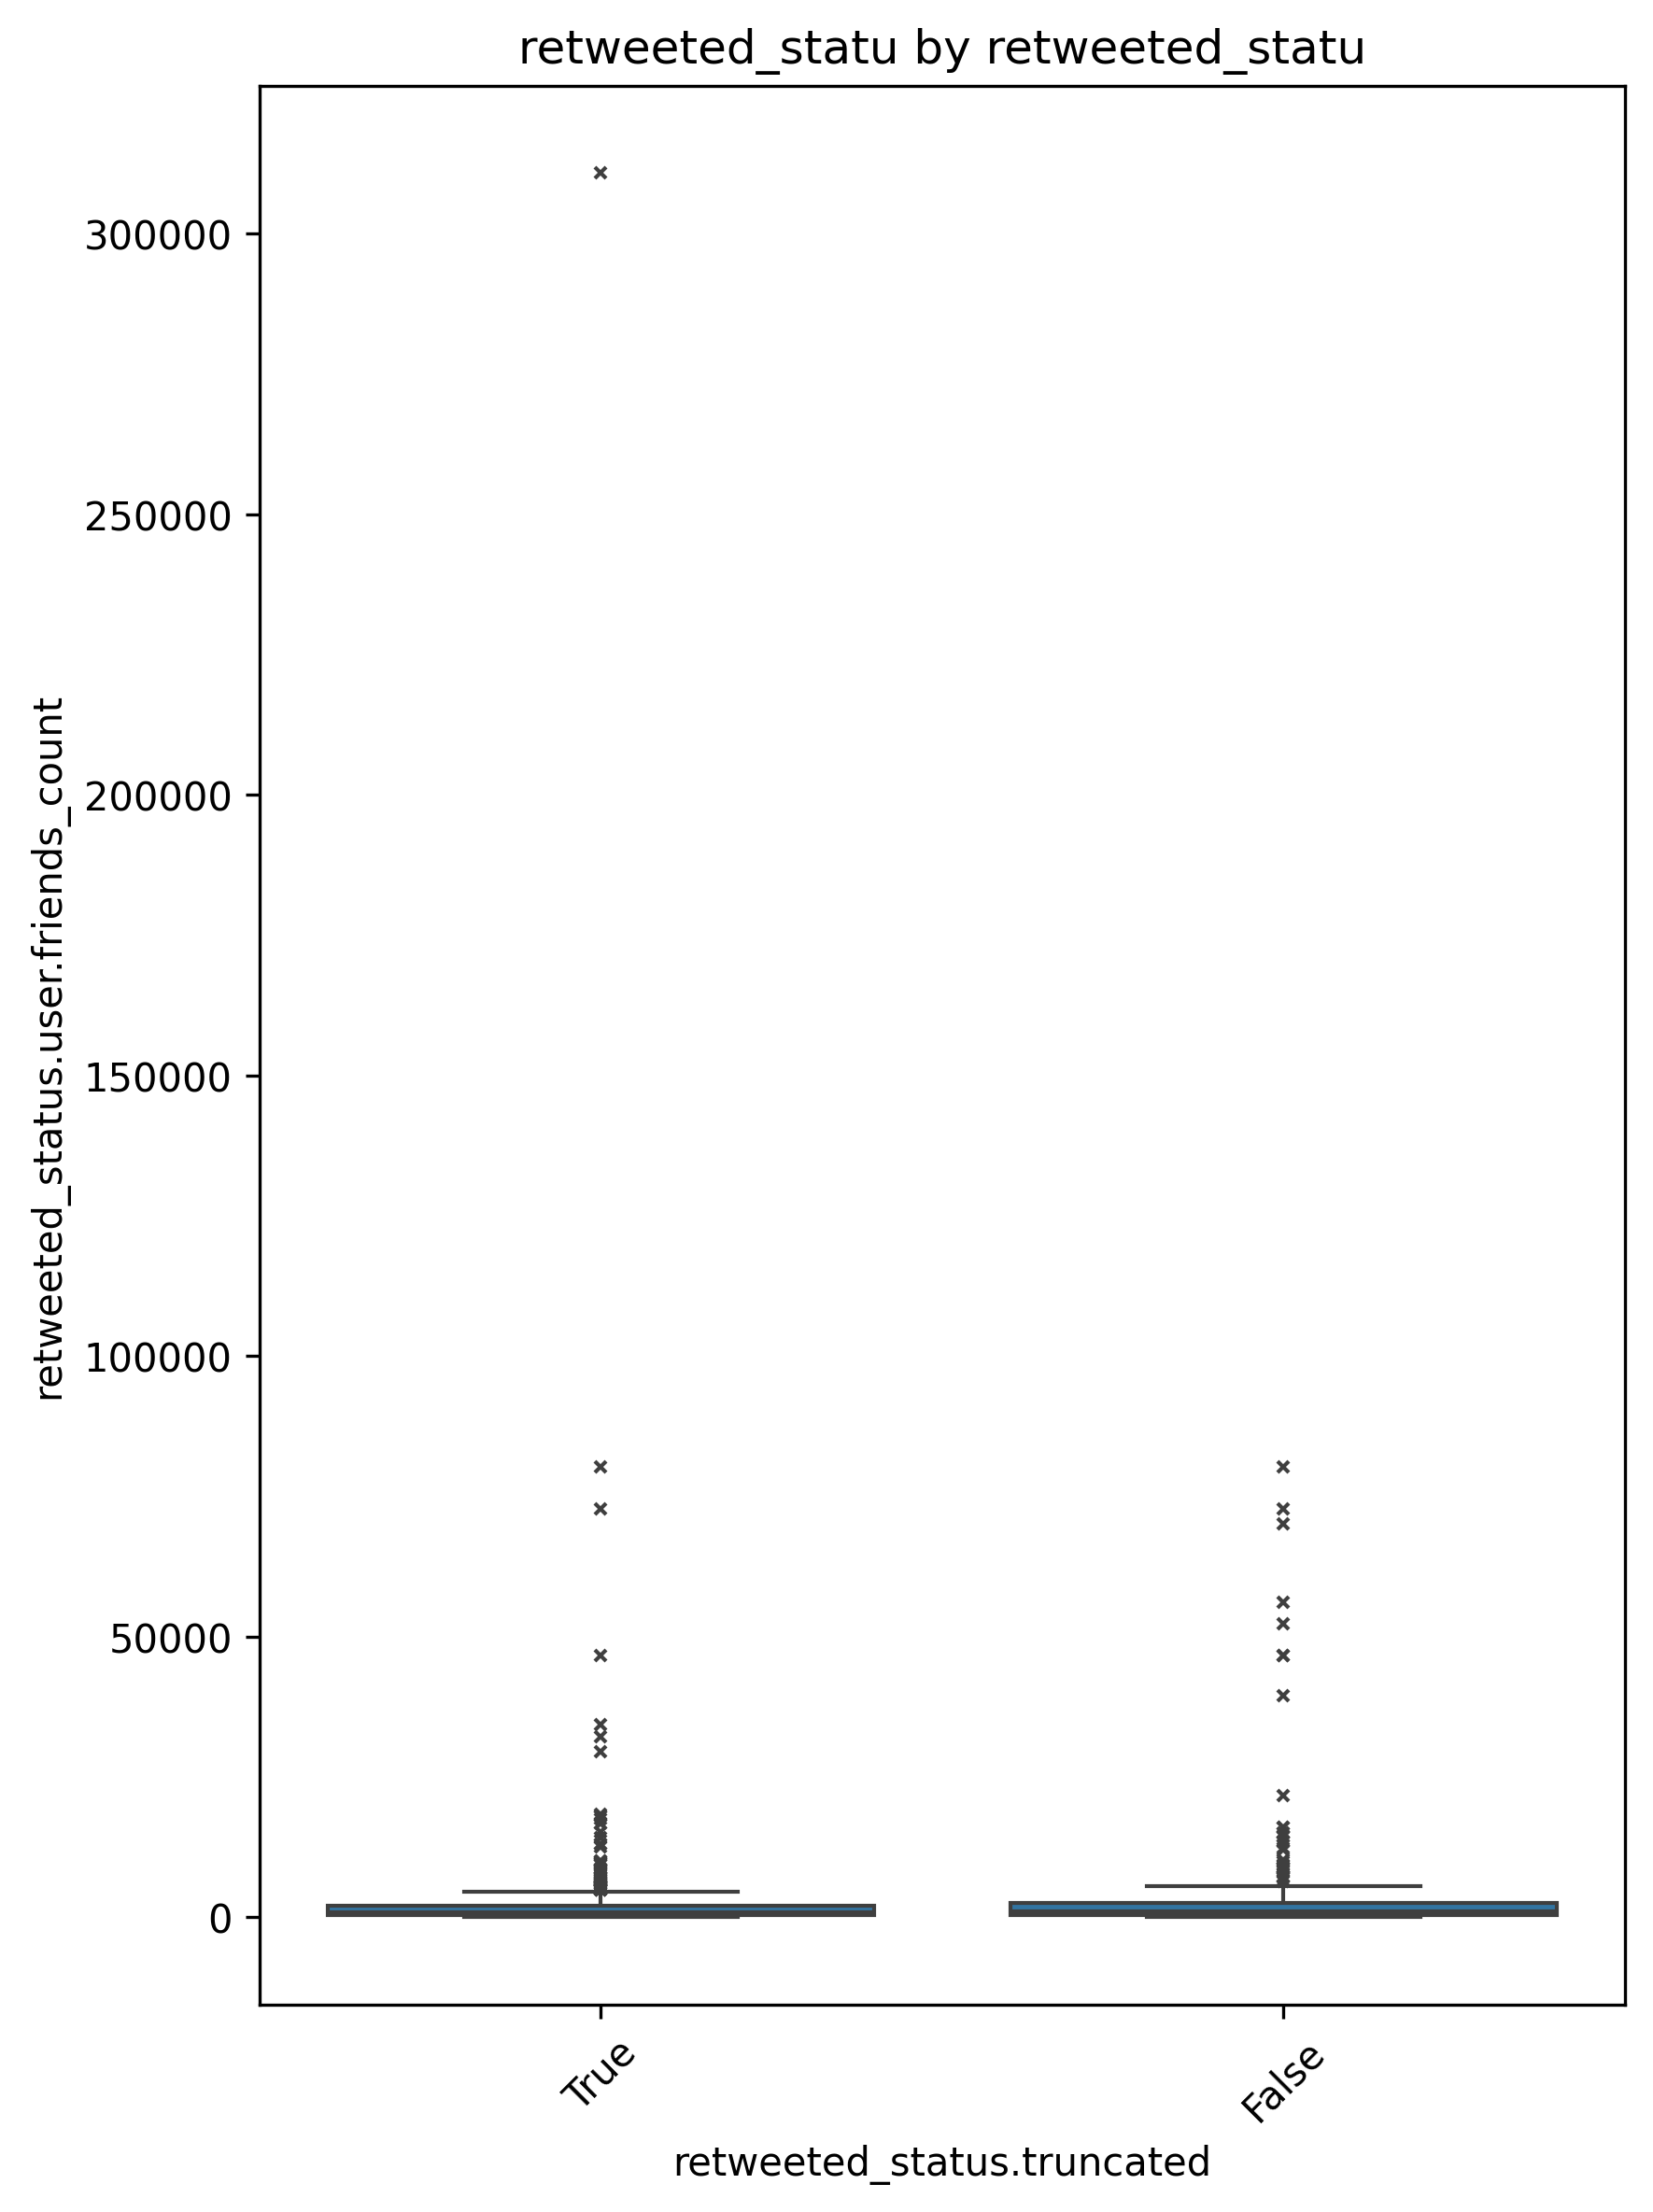 retweeted_statu by retweeted_statu
retweeted_status.user.friends_count
300000
250000
200000
150000
100000
50000
0
True
False
retweeted_status.truncated